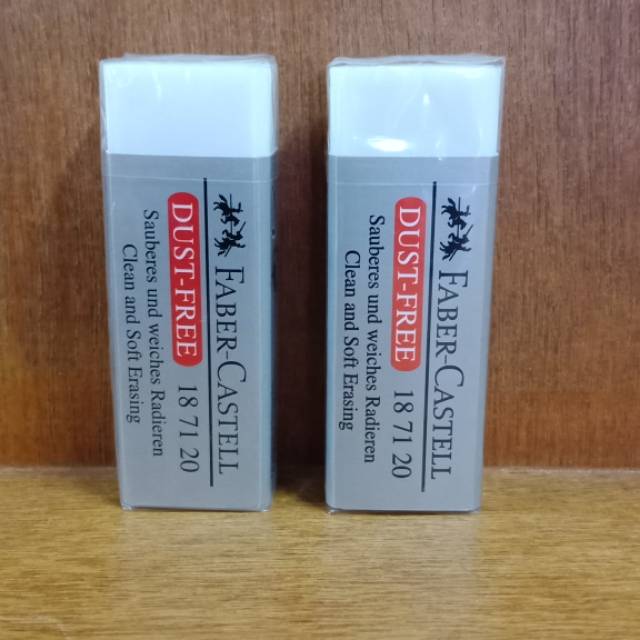 FABER-CASTELL
DUST-FREE 18 71 20
Sauberes und weiches Radieren
Clean and Soft Erasing
FABER-CASTELL
DUST-FREE 18 71 20
Sauberes und weiches Radieren
Clean and Soft Erasing